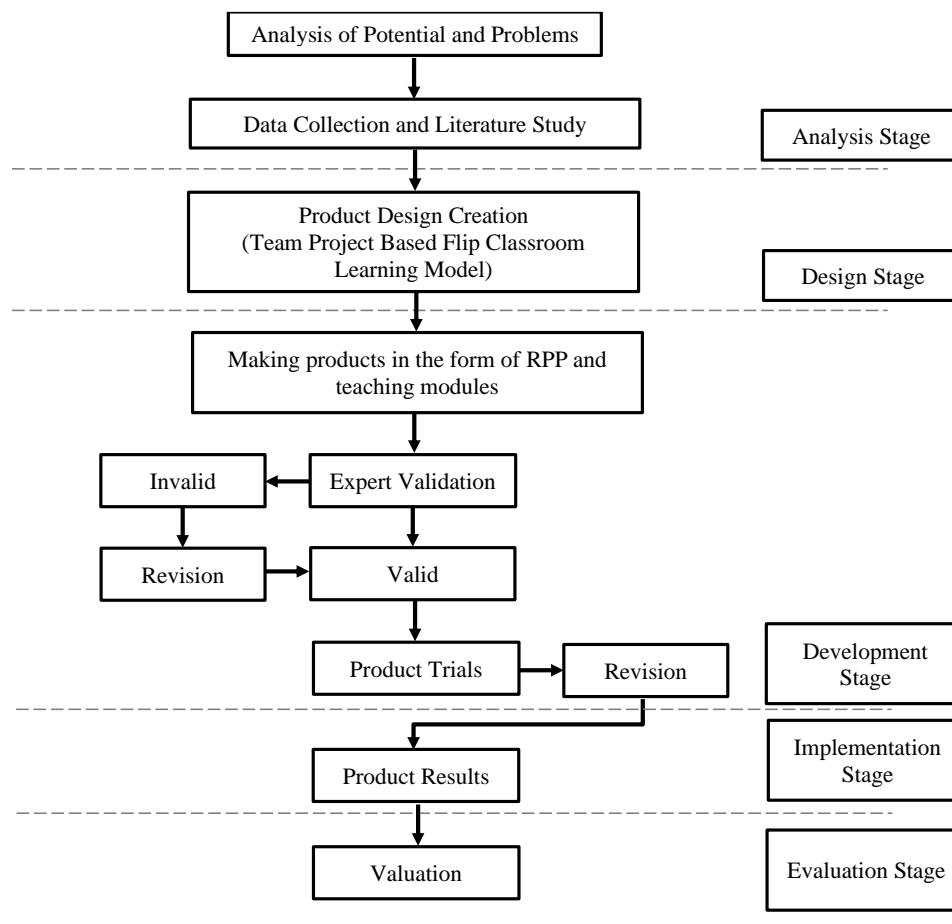 Analysis of Potential and Problems
Data Collection and Literature Study
Analysis Stage
Product Design Creation
(Team Project Based Flip Classroom
Learning Model)
Design Stage
Making products in the form of RPP and
teaching modules
Invalid
Expert Validation
Revision
Valid
Product Trials
Revision
Development
Stage
Product Results
Implementation
Stage
Valuation
Evaluation Stage